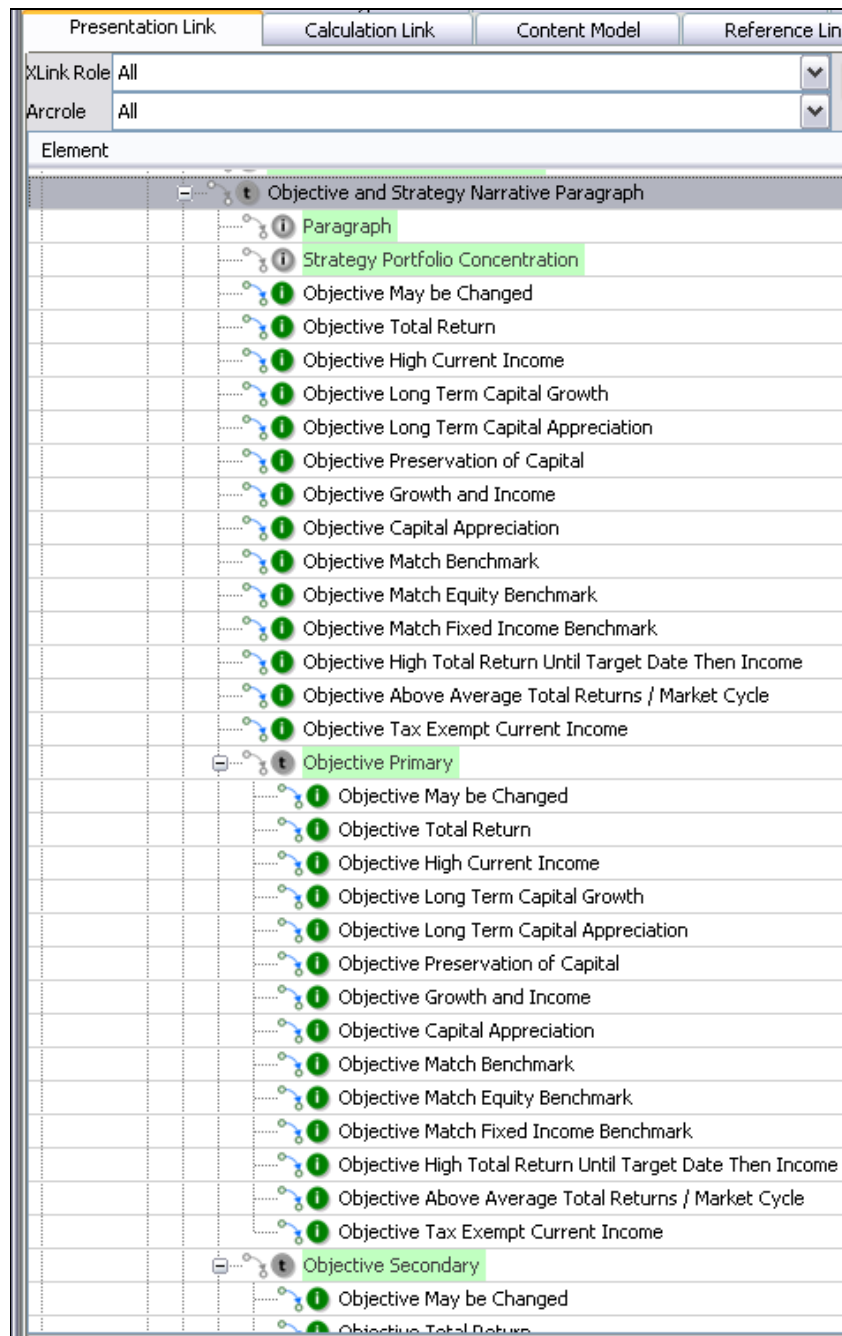 Presentation Link
Calculation Link
Content Model
Reference Lin
XLink Role All
Arcrole All
Element
Objective and Strategy Narrative Paragraph
Paragraph
Strategy Portfolio Concentration
Objective May be Changed
Objective Total Return
Objective High Current Income
Objective Long Term Capital Growth
Objective Long Term Capital Appreciation
Objective Preservation of Capital
Objective Growth and Income
Objective Capital Appreciation
Objective Match Benchmark
Objective Match Equity Benchmark
Objective Match Fixed Income Benchmark
Objective High Total Return Until Target Date Then Income
Objective Above Average Total Returns / Market Cycle
Objective Tax Exempt Current Income
Objective Primary
Objective May be Changed
Objective Total Return
Objective High Current Income
Objective Long Term Capital Growth
Objective Long Term Capital Appreciation
Objective Preservation of Capital
Objective Growth and Income
Objective Capital Appreciation
Objective Match Benchmark
Objective Match Equity Benchmark
Objective Match Fixed Income Benchmark
Objective High Total Return Until Target Date Then Income
Objective Above Average Total Returns / Market Cycle
Objective Tax Exempt Current Income
Objective Secondary
Objective May be Changed
Objective Total Return